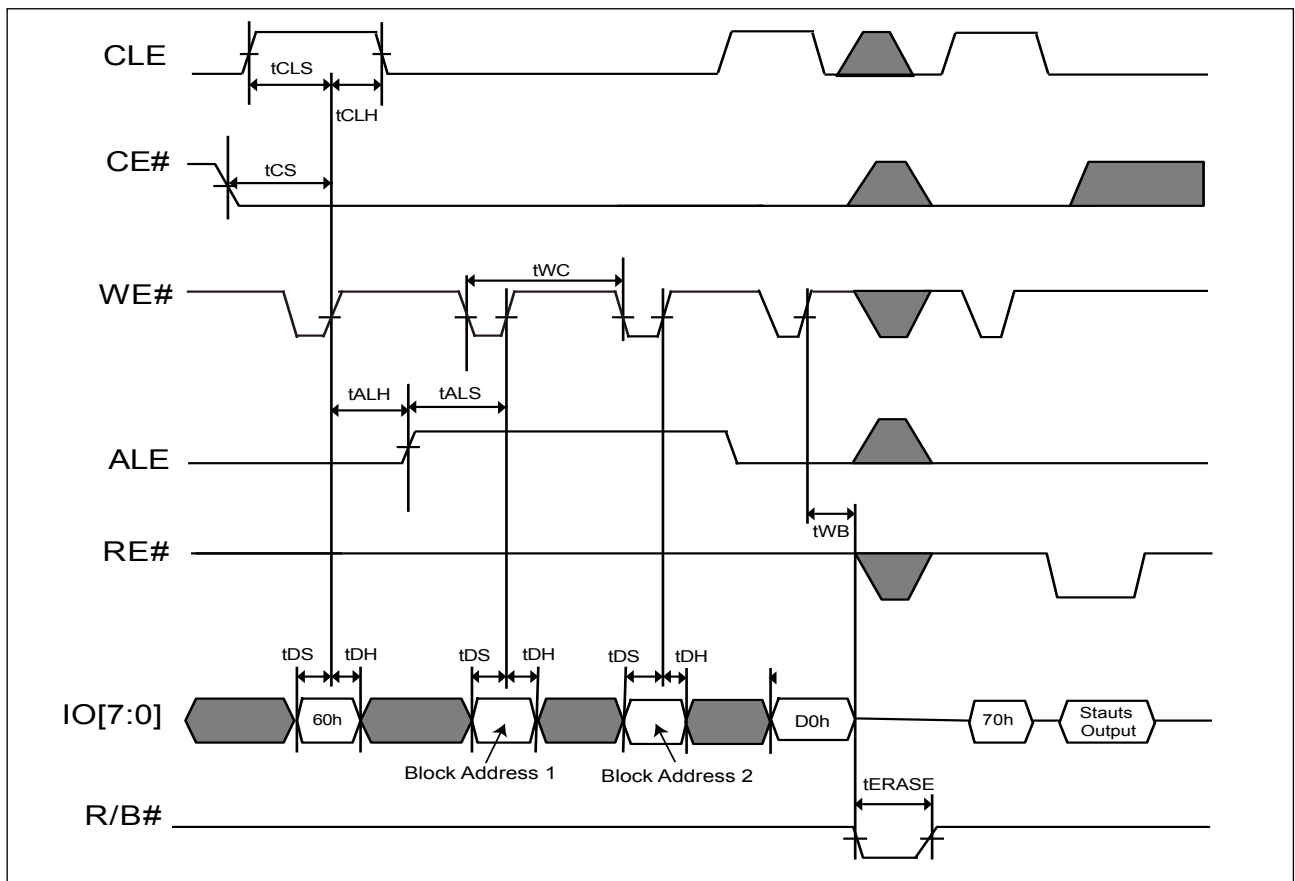 CLE
tCLS
tCLH
CE#
tCS
WE#
tWC
tALH
tALS
ALE
tWB
RE#
tDS
tDH
tDS
tDH
tDS
tDH
IO[7:0]
60h
D0h
70h
Stauts
Output
Block Address 1
Block Address 2
tERASE
R/B#